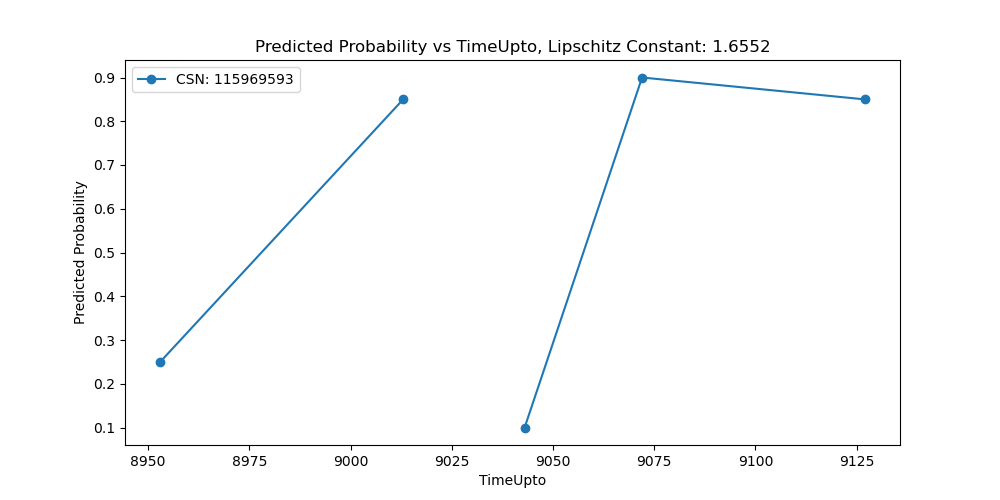 Predicted Probability vs TimeUpto, Lipschitz Constant: 1.6552
CSN: 115969593
Predicted Probability
0.9
0.8
0.7
0.6
0.5
0.4
0.3
0.2
0.1
8950 8975 9000 9025 9050 9075 9100 9125
TimeUpto